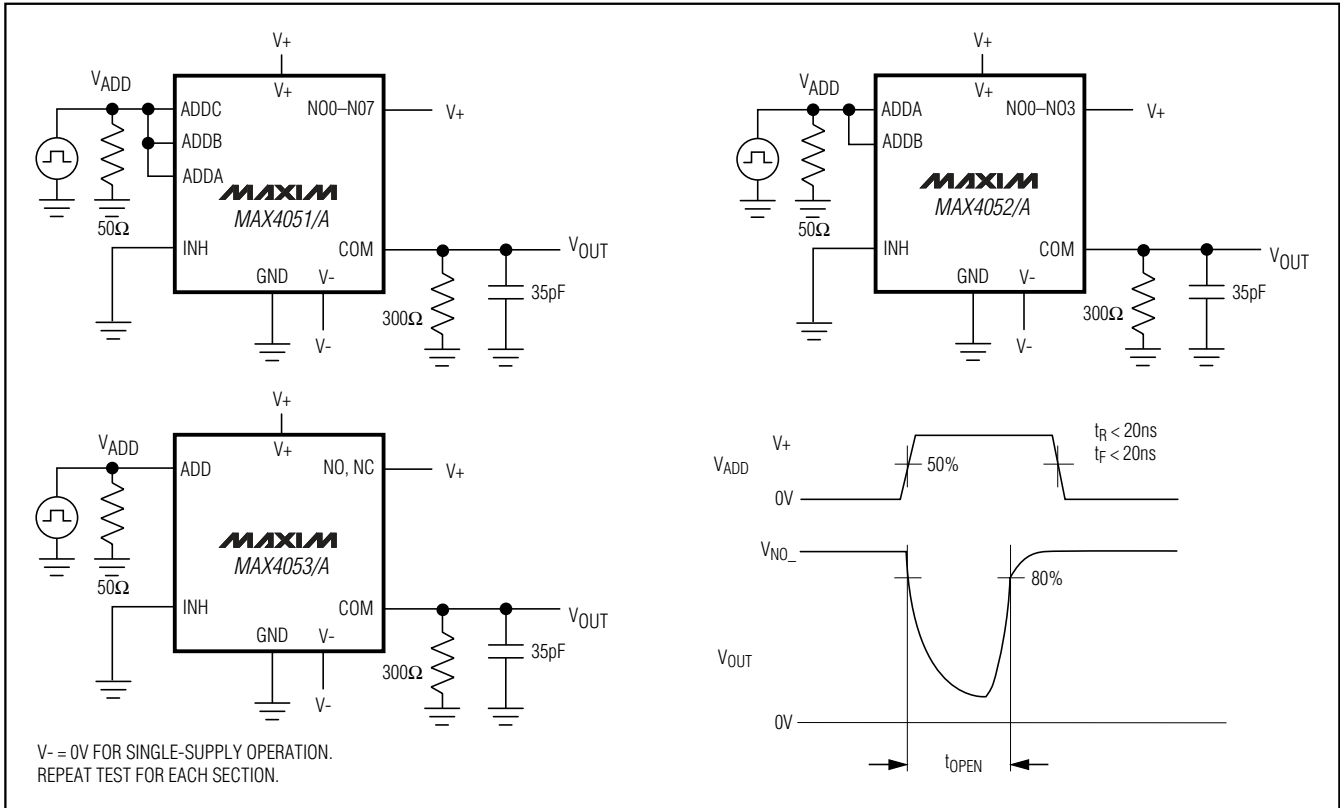 V+
VADD
V+
ADDC
NO0–N07
V+
ADDB
ADDA
MAXIM
MAX4051/A
50Ω
INH
COM
VOUT
GND
V-
35pF
300Ω
V-
V+
VADD
V+
ADDA
NO0–NO3
V+
ADDB
MAXIM
MAX4052/A
50Ω
INH
COM
VOUT
GND
V-
35pF
300Ω
V-
V+
VADD
V+
ADD
NO, NC
V+
MAXIM
MAX4053/A
50Ω
INH
COM
VOUT
GND
V-
35pF
300Ω
V-
V- = 0V FOR SINGLE-SUPPLY OPERATION.
REPEAT TEST FOR EACH SECTION.
V+
tR < 20ns
tF < 20ns
VADD
50%
0V
VNO_
80%
VOUT
0V
tOPEN